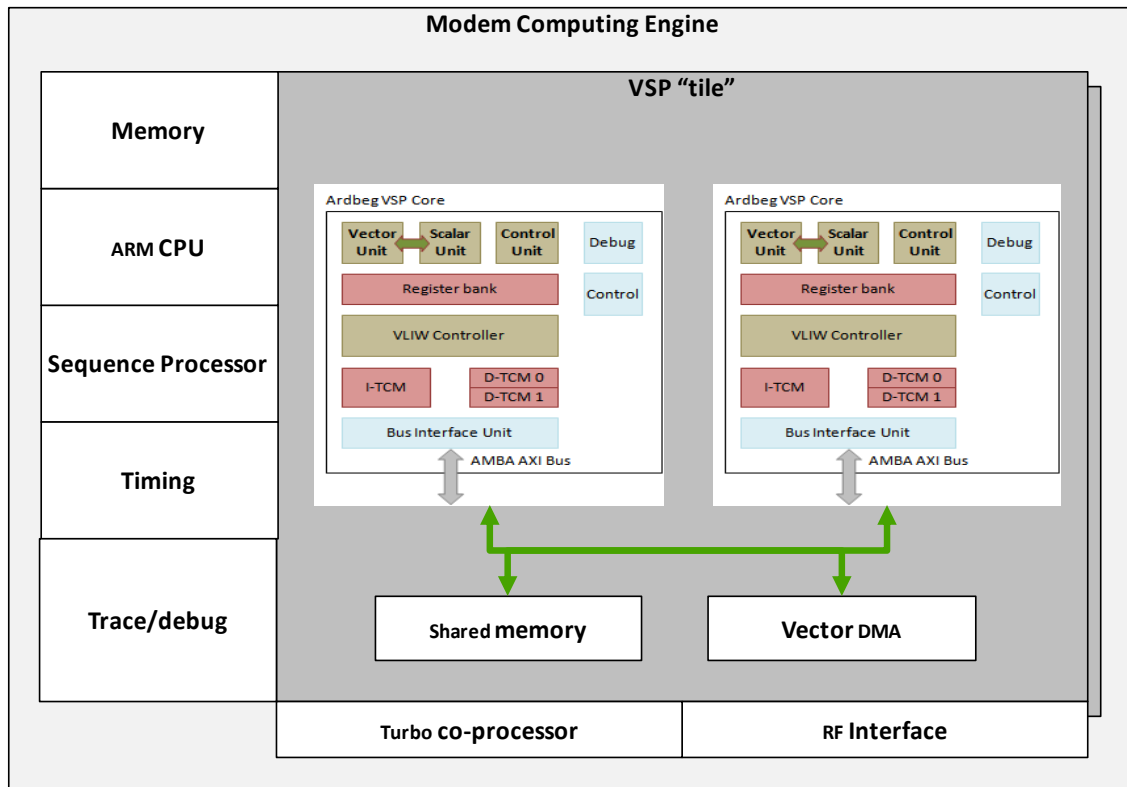 Modem Computing Engine
VSP “tile”
Memory
ARM CPU
Sequence Processor
Timing
Trace/debug
Ardbeg VSP Core
Vector
Unit
Scalar
Unit
Control
Unit
Debug
Register bank
Control
VLIW Controller
I-TCM
D-TCM 0
D-TCM 1
Bus Interface Unit
AMBA AXI Bus
Ardbeg VSP Core
Vector
Unit
Scalar
Unit
Control
Unit
Debug
Register bank
Control
VLIW Controller
I-TCM
D-TCM 0
D-TCM 1
Bus Interface Unit
AMBA AXI Bus
Shared memory
Vector DMA
Turbo co-processor
RF Interface